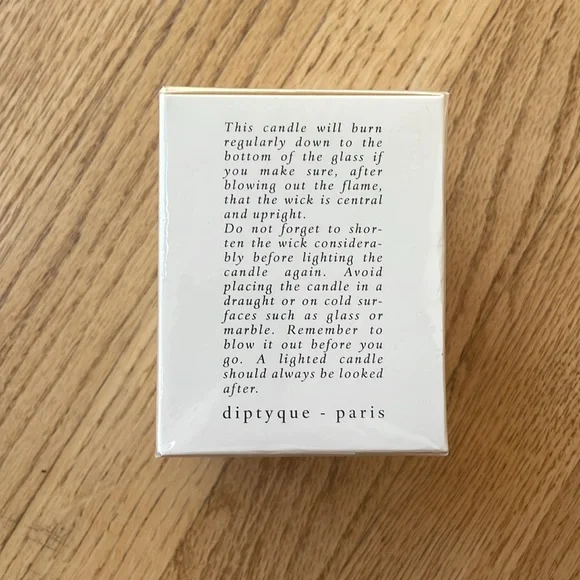 This candle will burn
regularly down to the
bottom of the glass if
you make sure, after
blowing out the flame,
that the wick is central
and upright.
Do not forget to shor-
ten the wick considera-
bly before lighting the
candle again. Avoid
placing the candle in a
draught or on cold sur-
faces such as glass or
marble. Remember to
blow it out before you
go. A lighted candle
should always be looked
after.
diptyque - paris